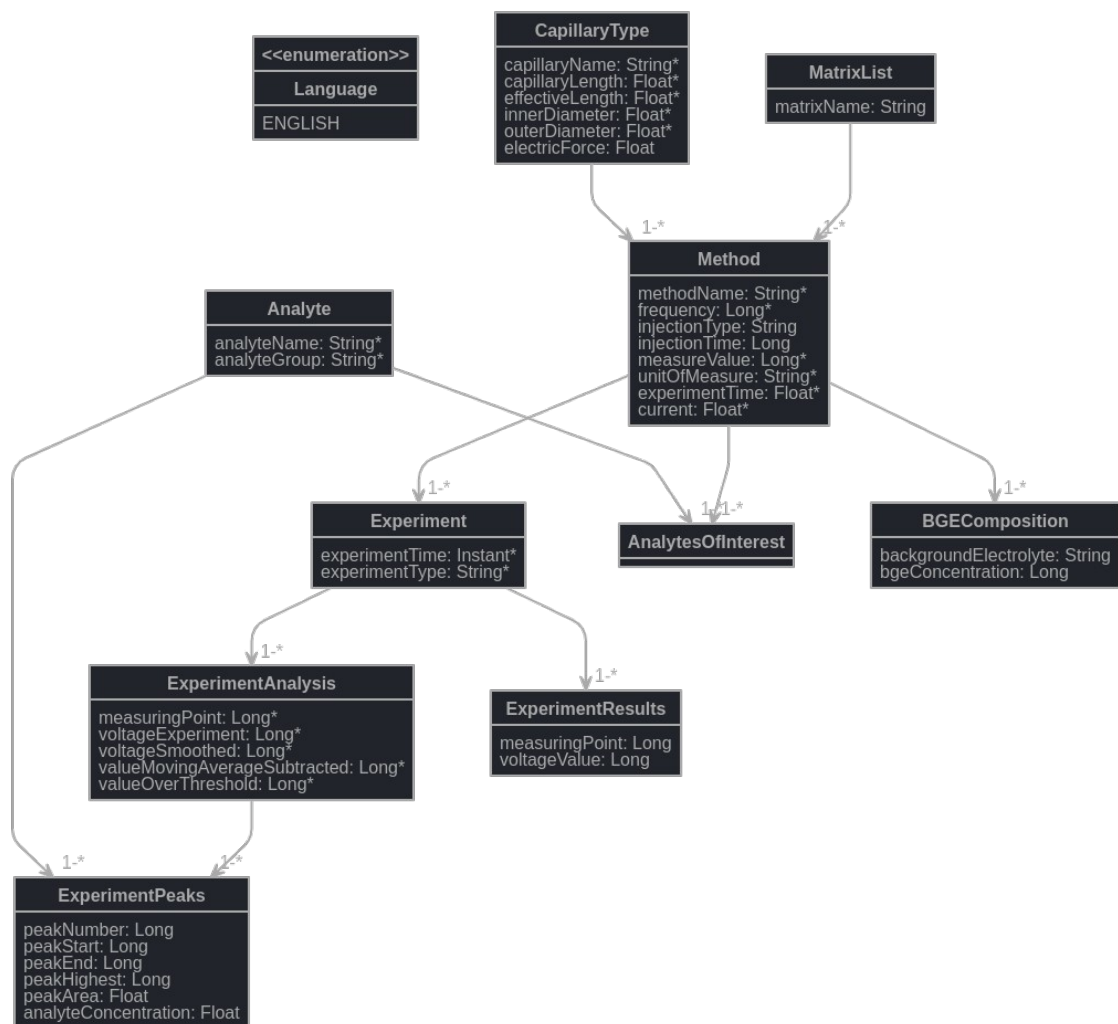 <<enumeration>>
Language
ENGLISH
CapillaryType
capillaryName: String*
capillaryLength: Float*
effectiveLength: Float*
innerDiameter: Float*
outerDiameter: Float*
electricForce: Float
MatrixList
matrixName: String
1-*
1-*
Method
methodName: String*
frequency: Long*
injectionType: String
injectionTime: Long
measureValue: Long*
unitOfMeasure: String*
experimentTime: Float*
current: Float*
Analyte
analyteName: String*
analyteGroup: String*
1-*
1-*
1-*
1-*
Experiment
experimentTime: Instant*
experimentType: String*
AnalytesOfInterest
BGEComposition
backgroundElectrolyte: String
bgeConcentration: Long
1-*
1-*
ExperimentAnalysis
measuringPoint: Long*
voltageExperiment: Long*
voltageSmoothed: Long*
valueMovingAverageSubtracted: Long*
valueOverThreshold: Long*
ExperimentResults
measuringPoint: Long
voltageValue: Long
1-*
1-*
ExperimentPeaks
peakNumber: Long
peakStart: Long
peakEnd: Long
peakHighest: Long
peakArea: Float
analyteConcentration: Float